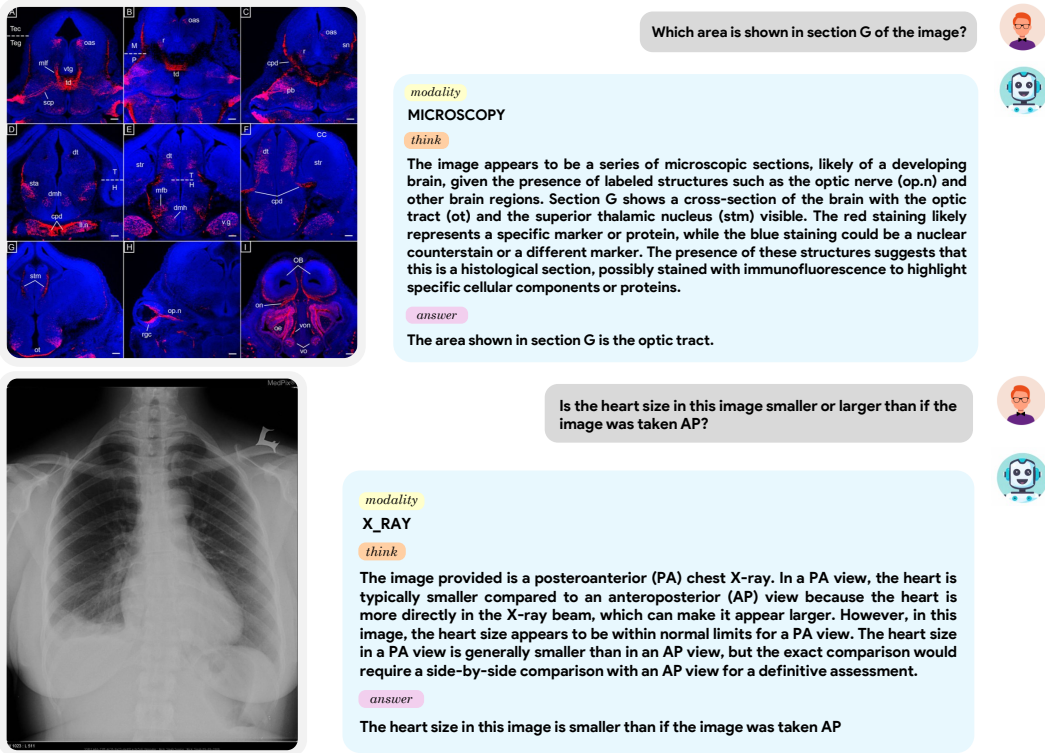 A
Tec
Teg
oas
oas
mlf
vtg
td
scp
B
oas
r
M
P
td
C
oas
sn
r
cpd
pb
D
dt
sta
T
H
dmh
cpd
fl.n
E
str
dt
T
H
mfb
dmh
v.g
F
CC
dt
str
cpd
G
stm
ot
H
op.n
rgc
I
OB
on
oe
von
vo
Which area is shown in section G of the image?
modality
MICROSCOPY
think
The image appears to be a series of microscopic sections, likely of a developing
brain, given the presence of labeled structures such as the optic nerve (op.n) and
other brain regions. Section G shows a cross-section of the brain with the optic
tract (ot) and the superior thalamic nucleus (stm) visible. The red staining likely
represents a specific marker or protein, while the blue staining could be a nuclear
counterstain or a different marker. The presence of these structures suggests that
this is a histological section, possibly stained with immunofluorescence to highlight
specific cellular components or proteins.
answer
The area shown in section G is the optic tract.
MedPix
Is the heart size in this image smaller or larger than if the
image was taken AP?
modality
X_RAY
think
The image provided is a posteroanterior (PA) chest X-ray. In a PA view, the heart is
typically smaller compared to an anteroposterior (AP) view because the heart is
more directly in the X-ray beam, which can make it appear larger. However, in this
image, the heart size appears to be within normal limits for a PA view. The heart size
in a PA view is generally smaller than in an AP view, but the exact comparison would
require a side-by-side comparison with an AP view for a definitive assessment.
answer
The heart size in this image is smaller than if the image was taken AP